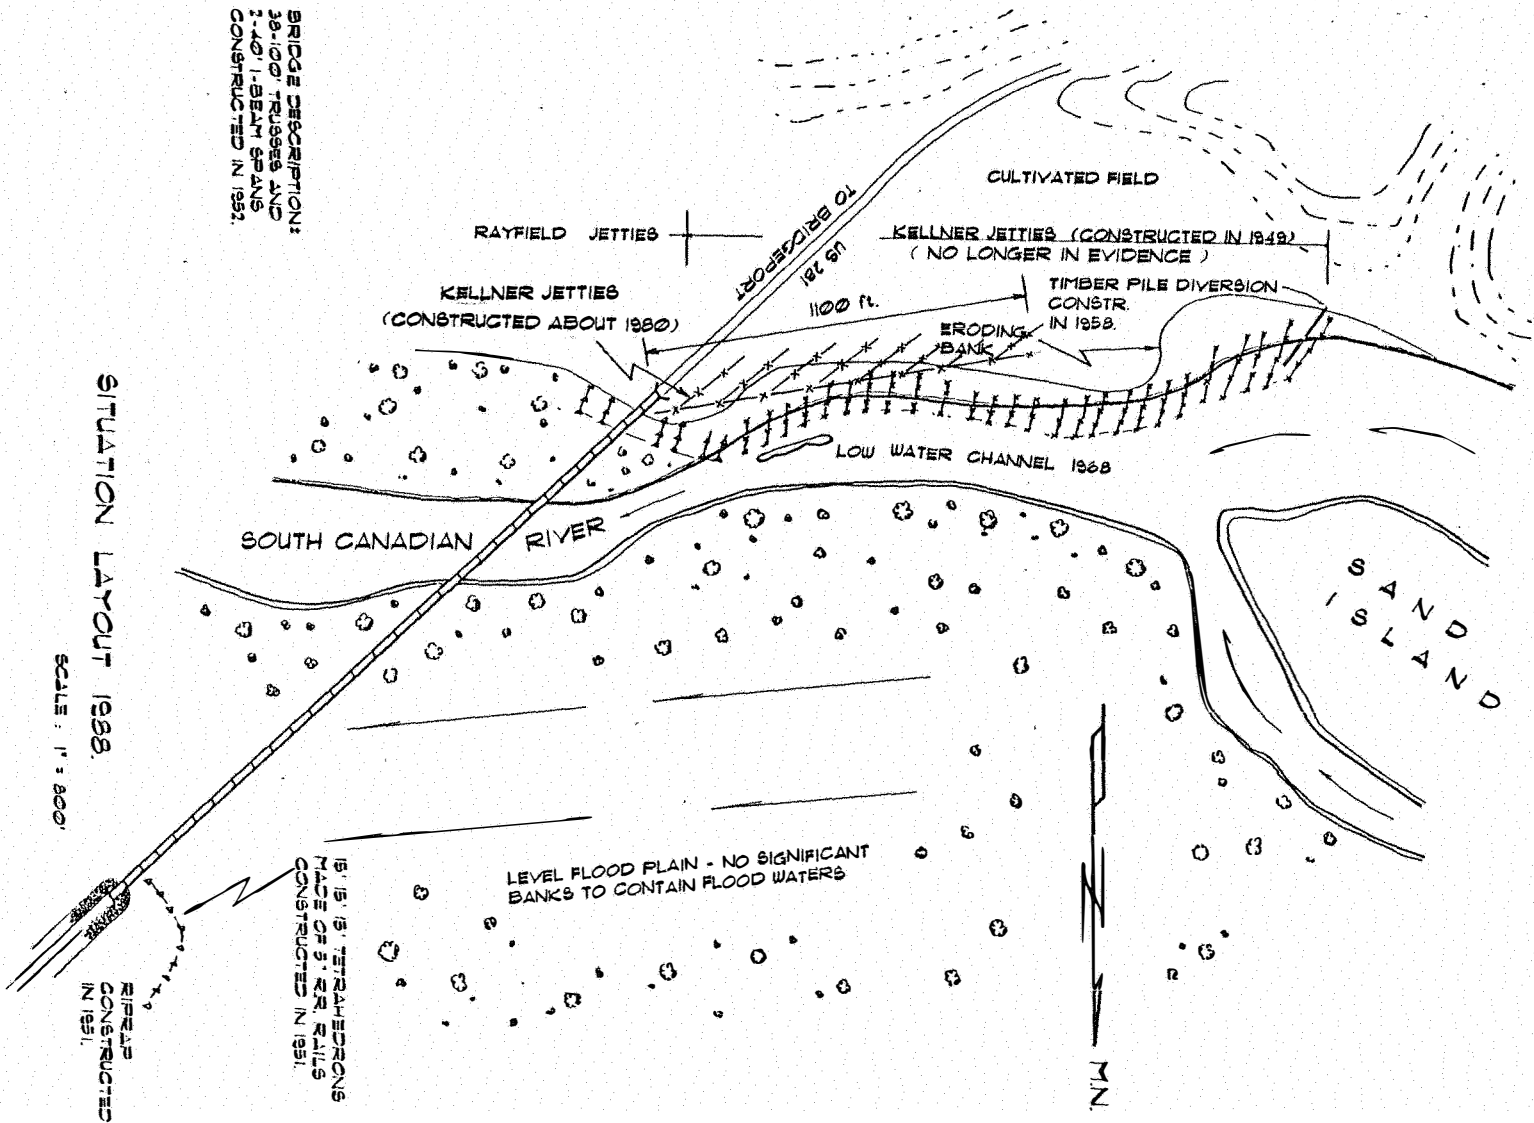 BRIDGE DESCRIPTION:
38-100' TRUSSES AND
2-40' I-BEAM SPANS
CONSTRUCTED IN 1952.
CULTIVATED FIELD
RAYFIELD JETTIES
TO BRIDGEPORT
US 281
KELLNER JETTIES (CONSTRUCTED IN 1949)
( NO LONGER IN EVIDENCE )
KELLNER JETTIES
(CONSTRUCTED ABOUT 1980)
1100 ft.
TIMBER PILE DIVERSION
CONSTR.
IN 1958.
ERODING
BANK
LOW WATER CHANNEL 1968
SOUTH CANADIAN RIVER
SAND
ISLAND
SITUATION LAYOUT 1988.
SCALE : 1" = 800'
LEVEL FLOOD PLAIN - NO SIGNIFICANT
BANKS TO CONTAIN FLOOD WATERS
15' 15' 15' TETRAHEDRONS
MADE OF 5" R.R. RAILS
CONSTRUCTED IN 1951.
RIPRAP
CONSTRUCTED
IN 1951.
N
M.N.